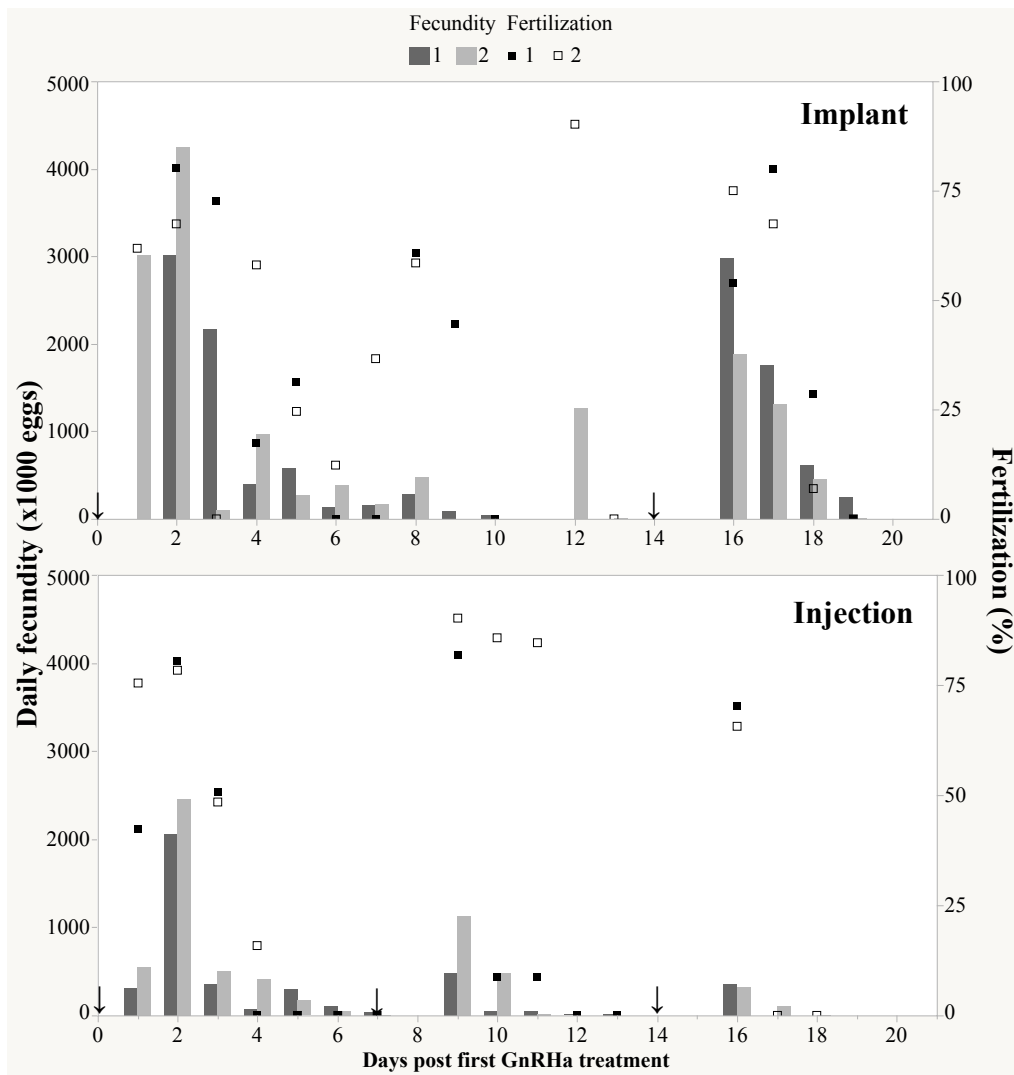 Fecundity Fertilization
1 2 1 2
Implant
5000
4000
3000
2000
1000
0
100
75
50
25
0
0 2 4 6 8 10 12 14 16 18 20
Daily fecundity (x1000 eggs)
Fertilization (%)
Injection
5000
4000
3000
2000
1000
0
100
75
50
25
0
0 2 4 6 8 10 12 14 16 18 20
Days post first GnRHa treatment